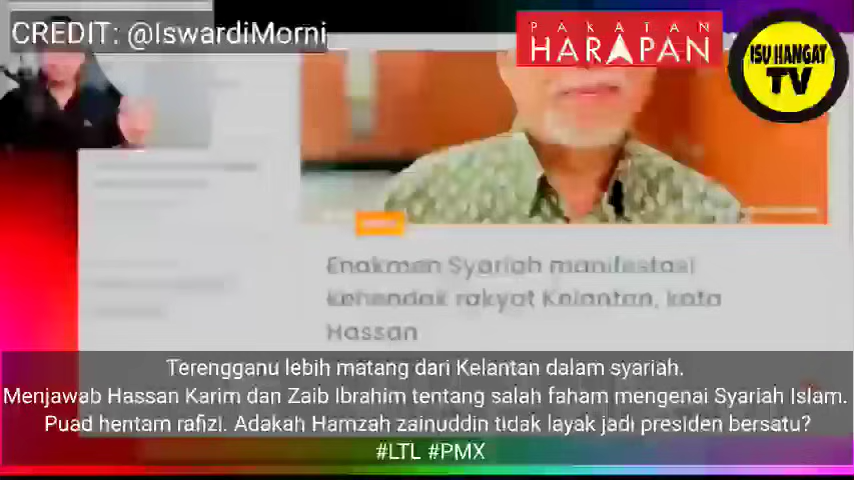 CREDIT: @IswardiMorni
PAKATAN
HARAPAN
ISU HANGAT
TV
Enakmen Syariah manifestasi
kehendak rakyat Kelantan, kata
Hassan
Terengganu lebih matang dari Kelantan dalam syariah.
Menjawab Hassan Karim dan Zaib Ibrahim tentang salah faham mengenai Syariah Islam.
Puad hentam rafizi. Adakah Hamzah zainuddin tidak layak jadi presiden bersatu?
#LTL #PMX